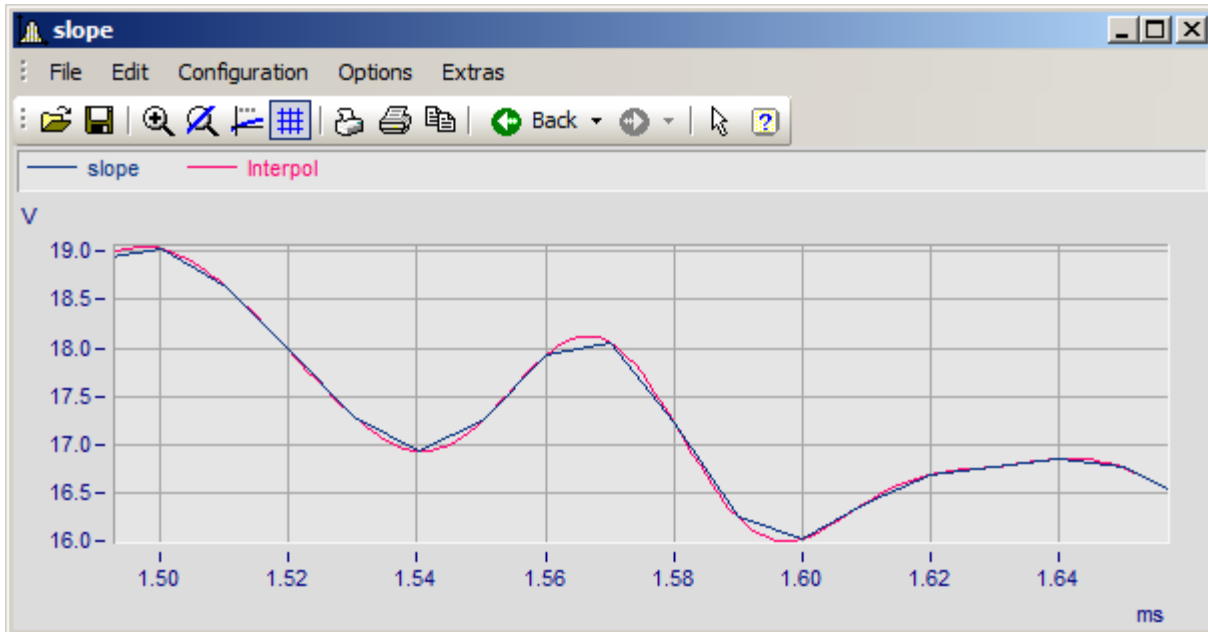 slope
File Edit Configuration Options Extras
Back
slope Interpol
V
19.0
18.5
18.0
17.5
17.0
16.5
16.0
1.50 1.52 1.54 1.56 1.58 1.60 1.62 1.64
ms